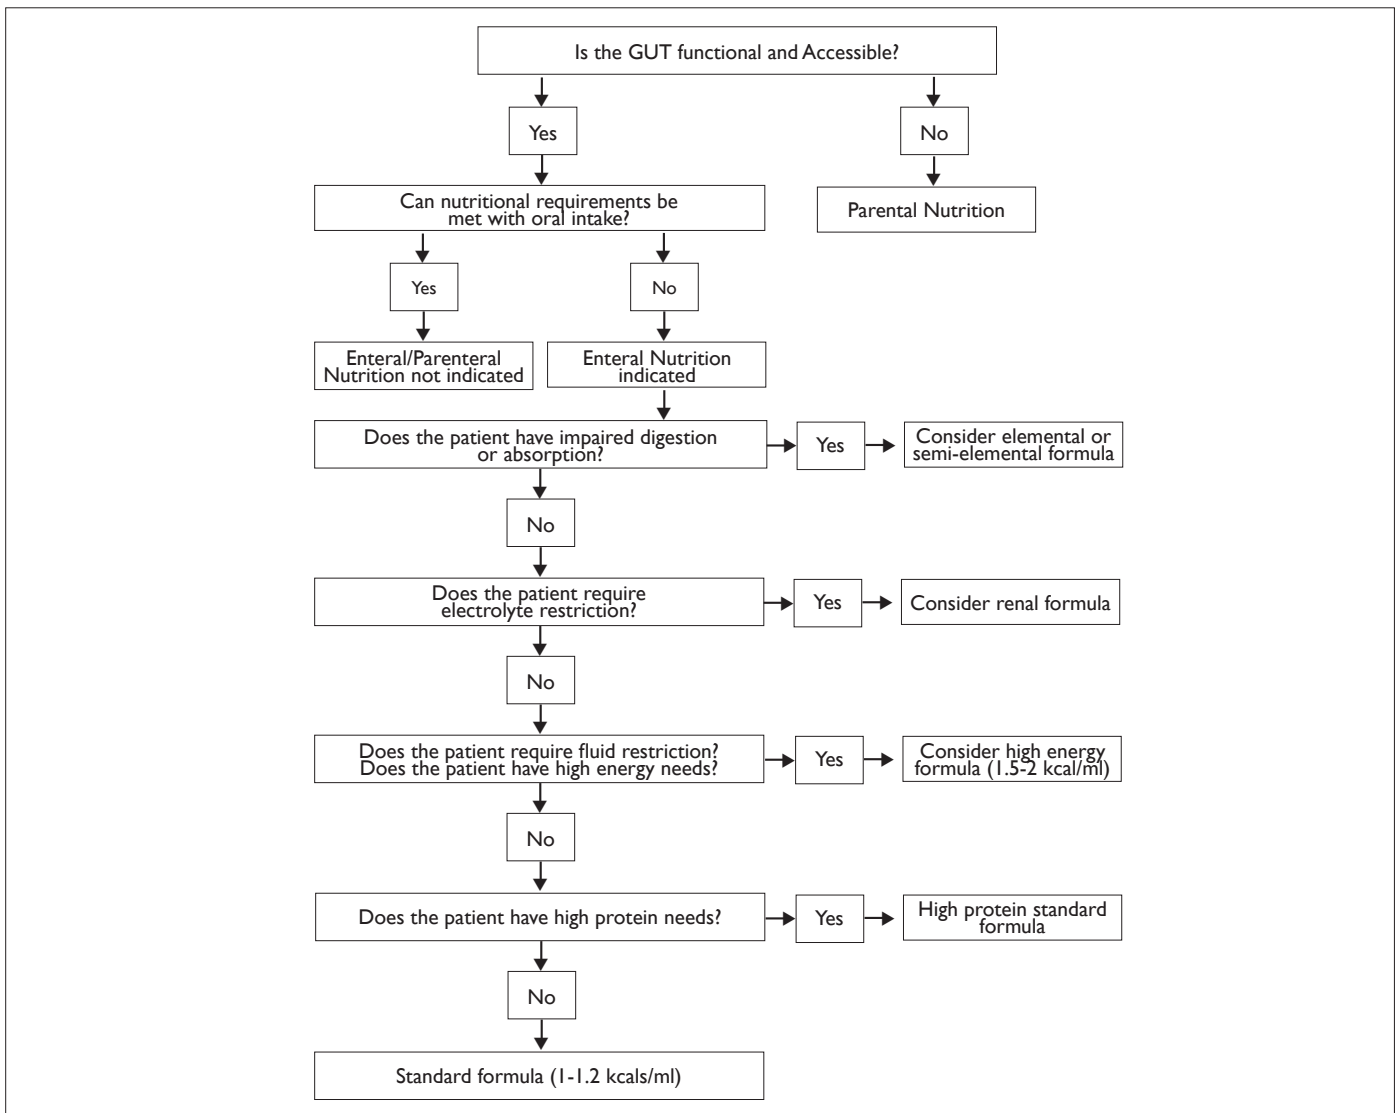 Is the GUT functional and Accessible?
Yes
No
Can nutritional requirements be
met with oral intake?
Parental Nutrition
Yes
No
Enteral/Parenteral
Nutrition not indicated
Enteral Nutrition
indicated
Does the patient have impaired digestion
or absorption?
Yes
Consider elemental or
semi-elemental formula
No
Does the patient require
electrolyte restriction?
Yes
Consider renal formula
No
Does the patient require fluid restriction?
Does the patient have high energy needs?
Yes
Consider high energy
formula (1.5-2 kcal/ml)
No
Does the patient have high protein needs?
Yes
High protein standard
formula
No
Standard formula (1-1.2 kcals/ml)